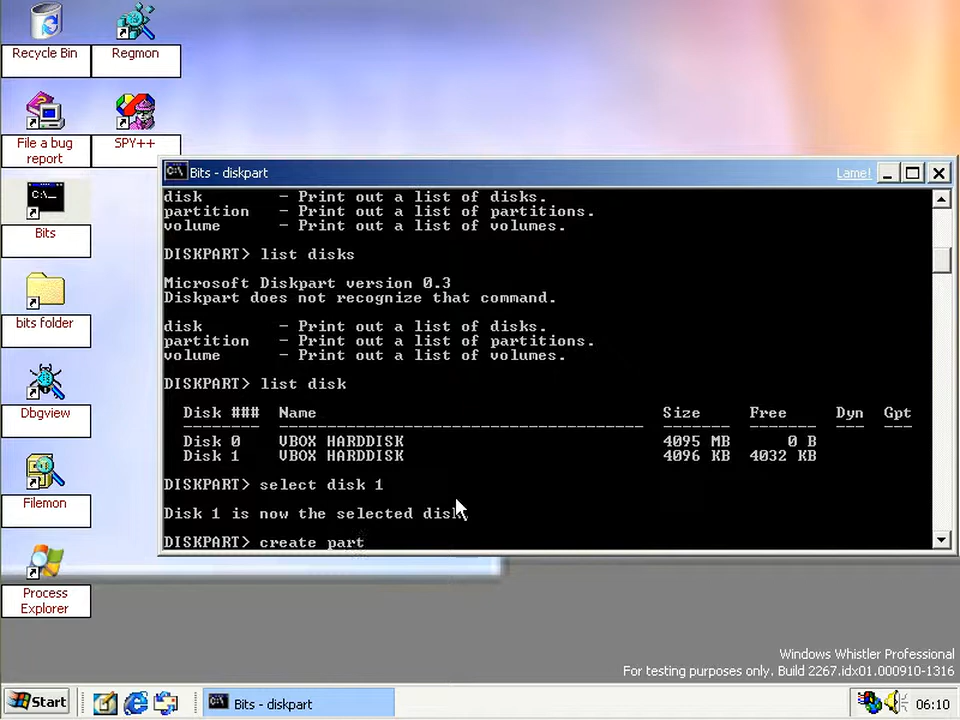 Recycle Bin
Regmon
File a bug
report
SPY++
Bits
bits folder
Dbgview
Filemon
Process
Explorer
Bits - diskpart
Lame!
disk - Print out a list of disks.
partition - Print out a list of partitions.
volume - Print out a list of volumes.
DISKPART> list disks
Microsoft Diskpart version 0.3
Diskpart does not recognize that command.
disk - Print out a list of disks.
partition - Print out a list of partitions.
volume - Print out a list of volumes.
DISKPART> list disk
Disk ### Name Size Free Dyn Gpt
-------- -------------------------------------- ------- ------- --- ---
Disk 0 VBOX HARDDISK 4095 MB 0 B
Disk 1 VBOX HARDDISK 4096 KB 4032 KB
DISKPART> select disk 1
Disk 1 is now the selected disk.
DISKPART> create part
Windows Whistler Professional
For testing purposes only. Build 2267.idx01.000910-1316
Start
Bits - diskpart
06:10